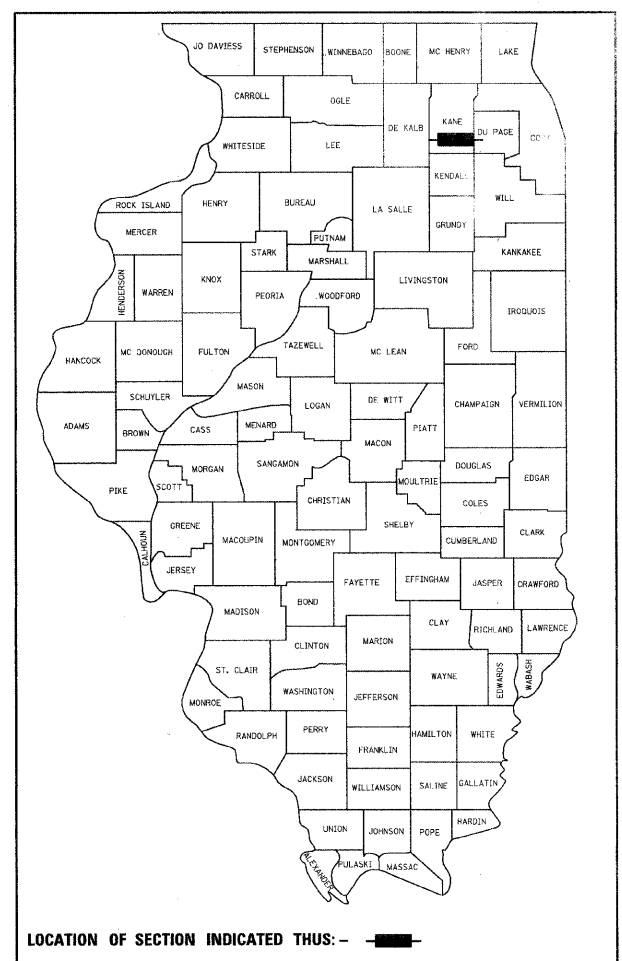 JO DAVIESS STEPHENSON WINNEBAGO BOONE MC HENRY LAKE
CARROLL OGLE KANE
DE KALB DU PAGE
WHITESIDE LEE
KENDALL
ROCK ISLAND HENRY BUREAU LA SALLE WILL
MERCER PUTNAM GRUNDY
STARK MARSHALL KANKAKEE
HENDERSON WARREN KNOX PEORIA WOODFORD LIVINGSTON IROQUOIS
HANCOCK MC DONOUGH FULTON TAZEWELL MC LEAN FORD
MASON
SCHUYLER LOGAN DE WITT CHAMPAIGN VERMILION
ADAMS BROWN CASS MENARD MACON PIATT
MORGAN SANGAMON DOUGLAS
PIKE SCOTT CHRISTIAN MOULTRIE COLES EDGAR
GREENE MACOUPIN SHELBY
CALHOUN MONTGOMERY CUMBERLAND CLARK
JERSEY FAYETTE EFFINGHAM JASPER CRAWFORD
MADISON BOND CLAY
MARION RICHLAND LAWRENCE
CLINTON
ST. CLAIR WAYNE EDWARDS WABASH
WASHINGTON JEFFERSON
MONROE
RANDOLPH PERRY HAMILTON WHITE
FRANKLIN
JACKSON WILLIAMSON SALINE GALLATIN
UNION JOHNSON POPE HARDIN
ALEXANDER PULASKI MASSAC
LOCATION OF SECTION INDICATED THUS: -